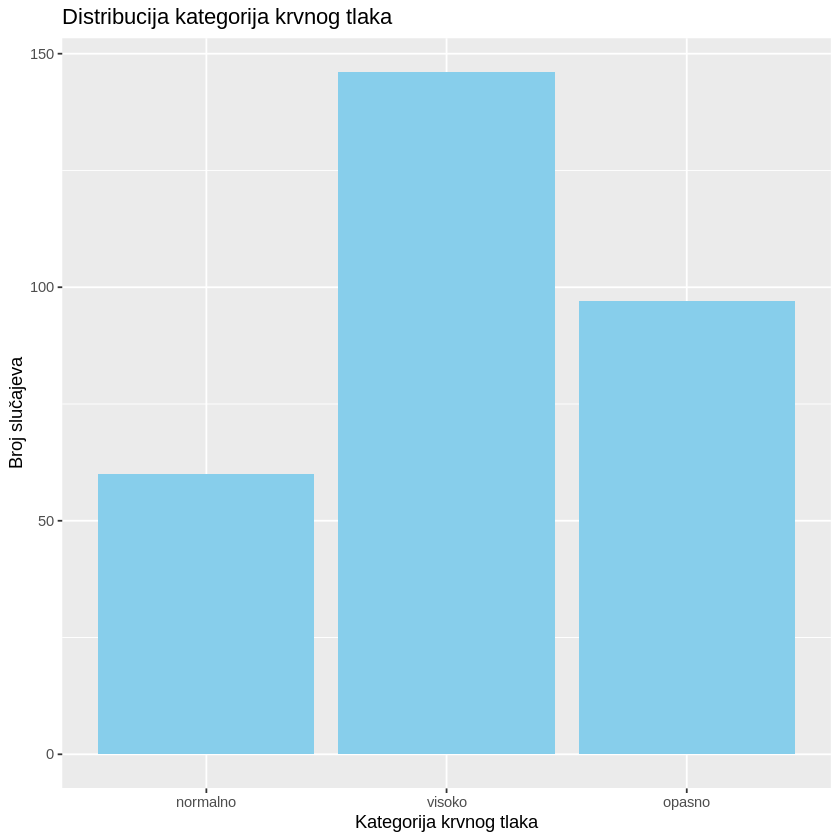 Distribucija kategorija krvnog tlaka
150
100
50
0
Broj slučajeva
normalno visoko opasno
Kategorija krvnog tlaka